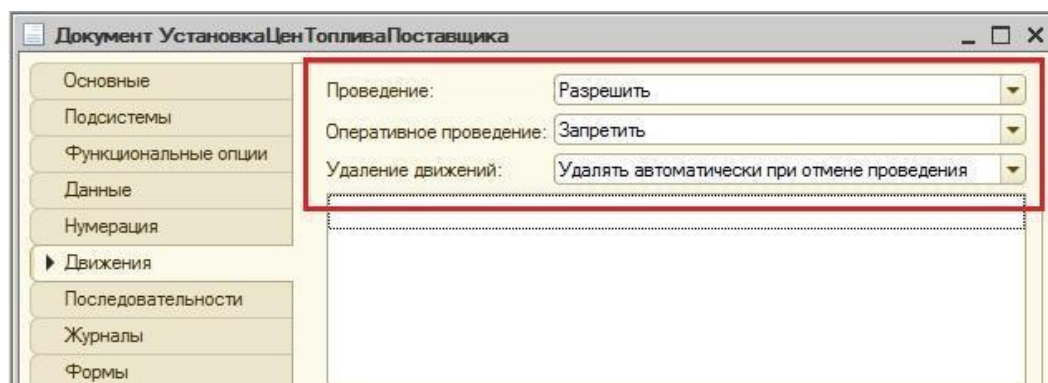 Документ УстановкаЦенТопливаПоставщика
Основные
Подсистемы
Функциональные опции
Данные
Нумерация
Движения
Последовательности
Журналы
Формы
Проведение: Разрешить
Оперативное проведение: Запретить
Удаление движений: Удалять автоматически при отмене проведения